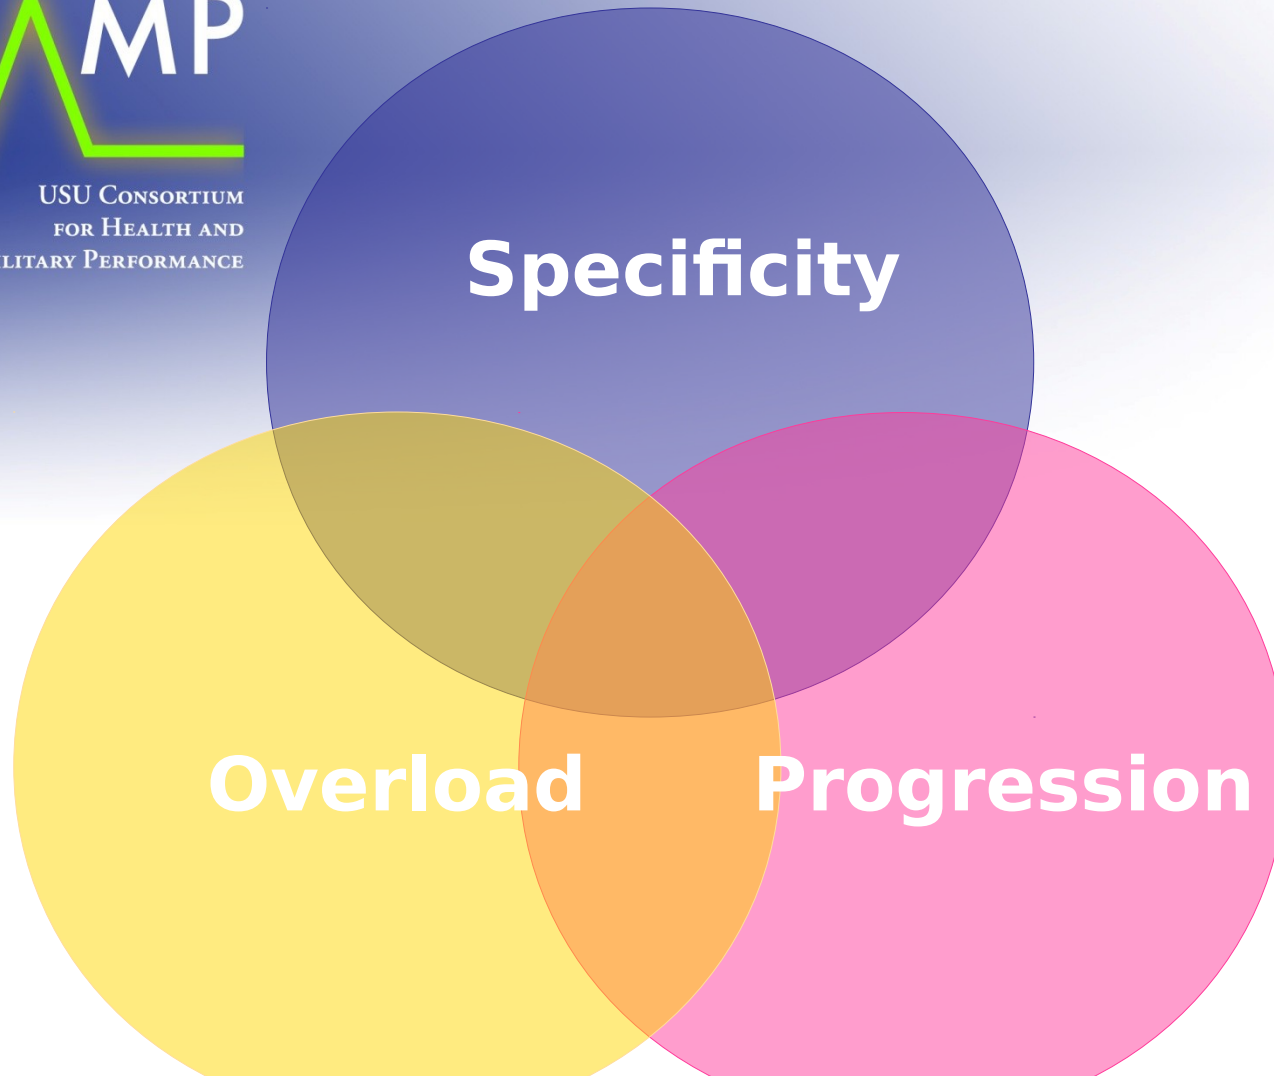 MP
USU CONSORTIUM
FOR HEALTH AND
LITARY PERFORMANCE
Specificity
Overload
Progression